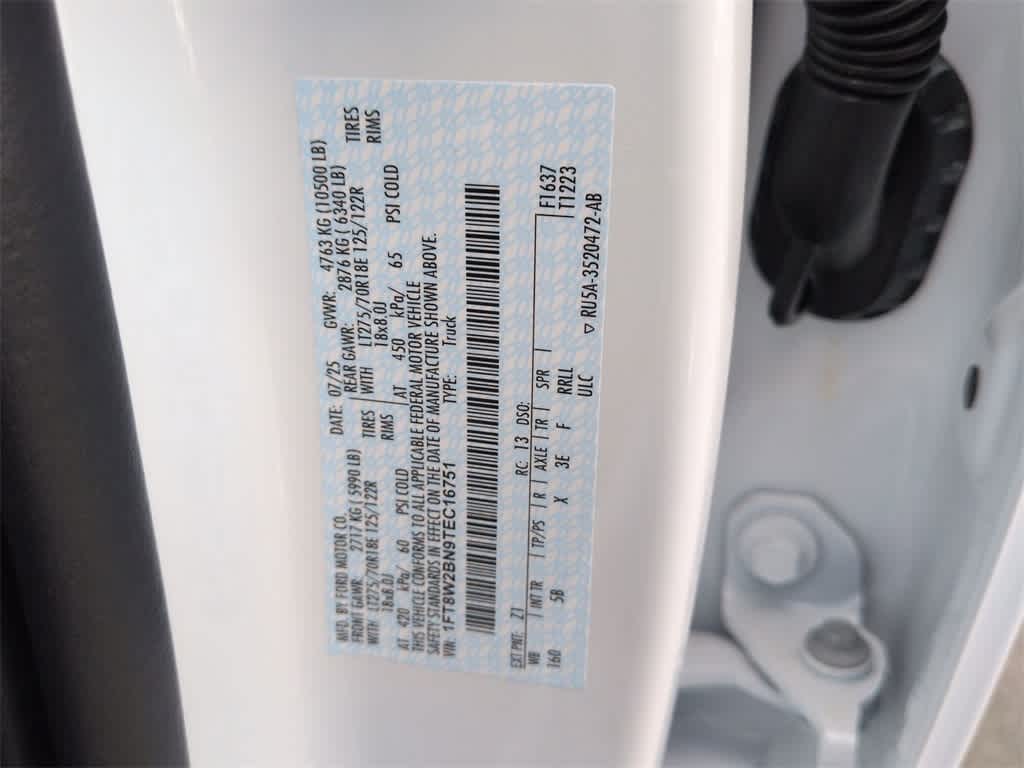 MFD. BY FORD MOTOR CO.
DATE: 07/25 GVWR: 4763 KG (10500 LB)
FRONT GAWR: 2717 KG ( 5990 LB)
REAR GAWR: 2876 KG ( 6340 LB)
WITH LT275/70R18E 125/122R TIRES
WITH LT275/70R18E 125/122R TIRES
18x8.0J RIMS
18x8.0J RIMS
AT 420 kPa/ 60 PSI COLD
AT 450 kPa/ 65 PSI COLD
THIS VEHICLE CONFORMS TO ALL APPLICABLE FEDERAL MOTOR VEHICLE
SAFETY STANDARDS IN EFFECT ON THE DATE OF MANUFACTURE SHOWN ABOVE.
VIN: 1FT8W2BN9TEC16751 TYPE: Truck
EXT PNT: Z1 RC: 13 DSO: F1637
WB INT TR TP/PS R AXLE TR SPR T1223
160 5B X 3E F RRLL
ULC
▽ RU5A-3520472-AB